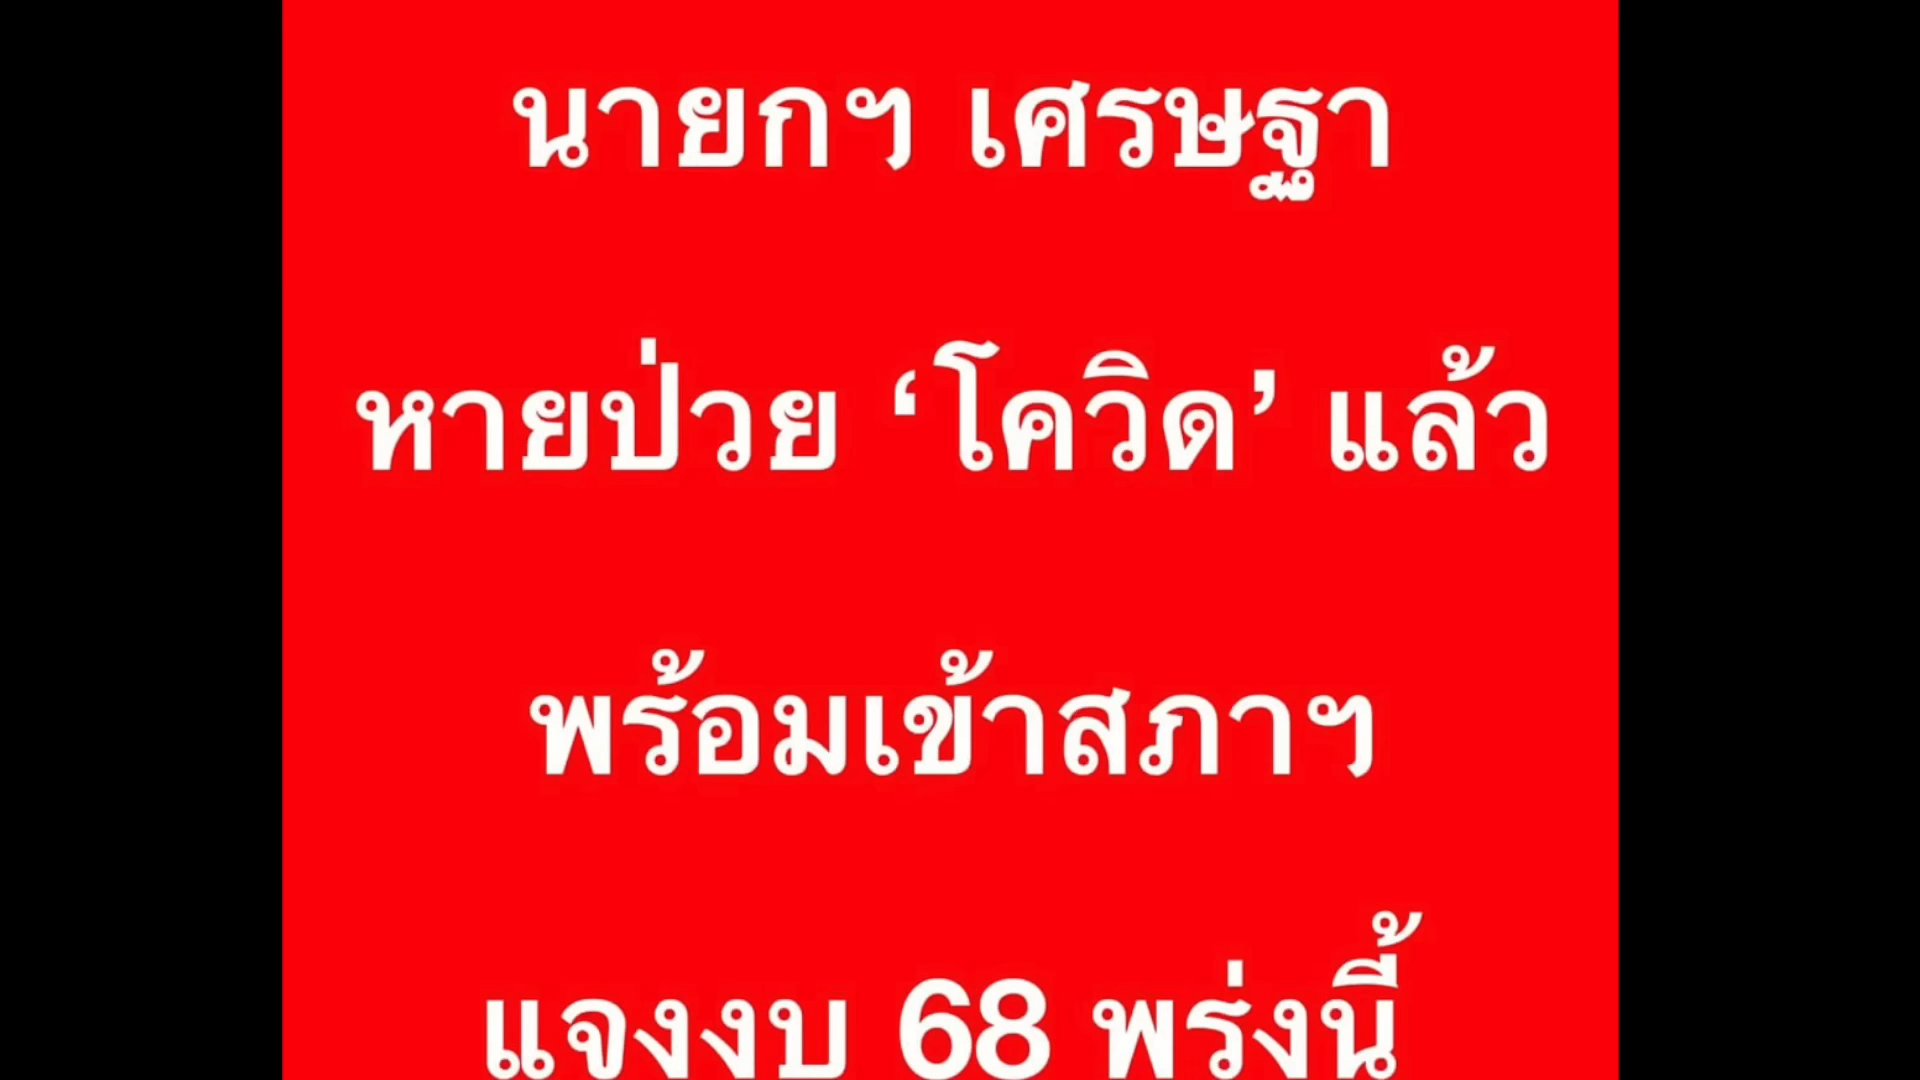 นายกฯ เศรษฐา
หายป่วย ‘โควิด’ แล้ว
พร้อมเข้าสภาฯ
แจงงบ 68 พร่งนี้